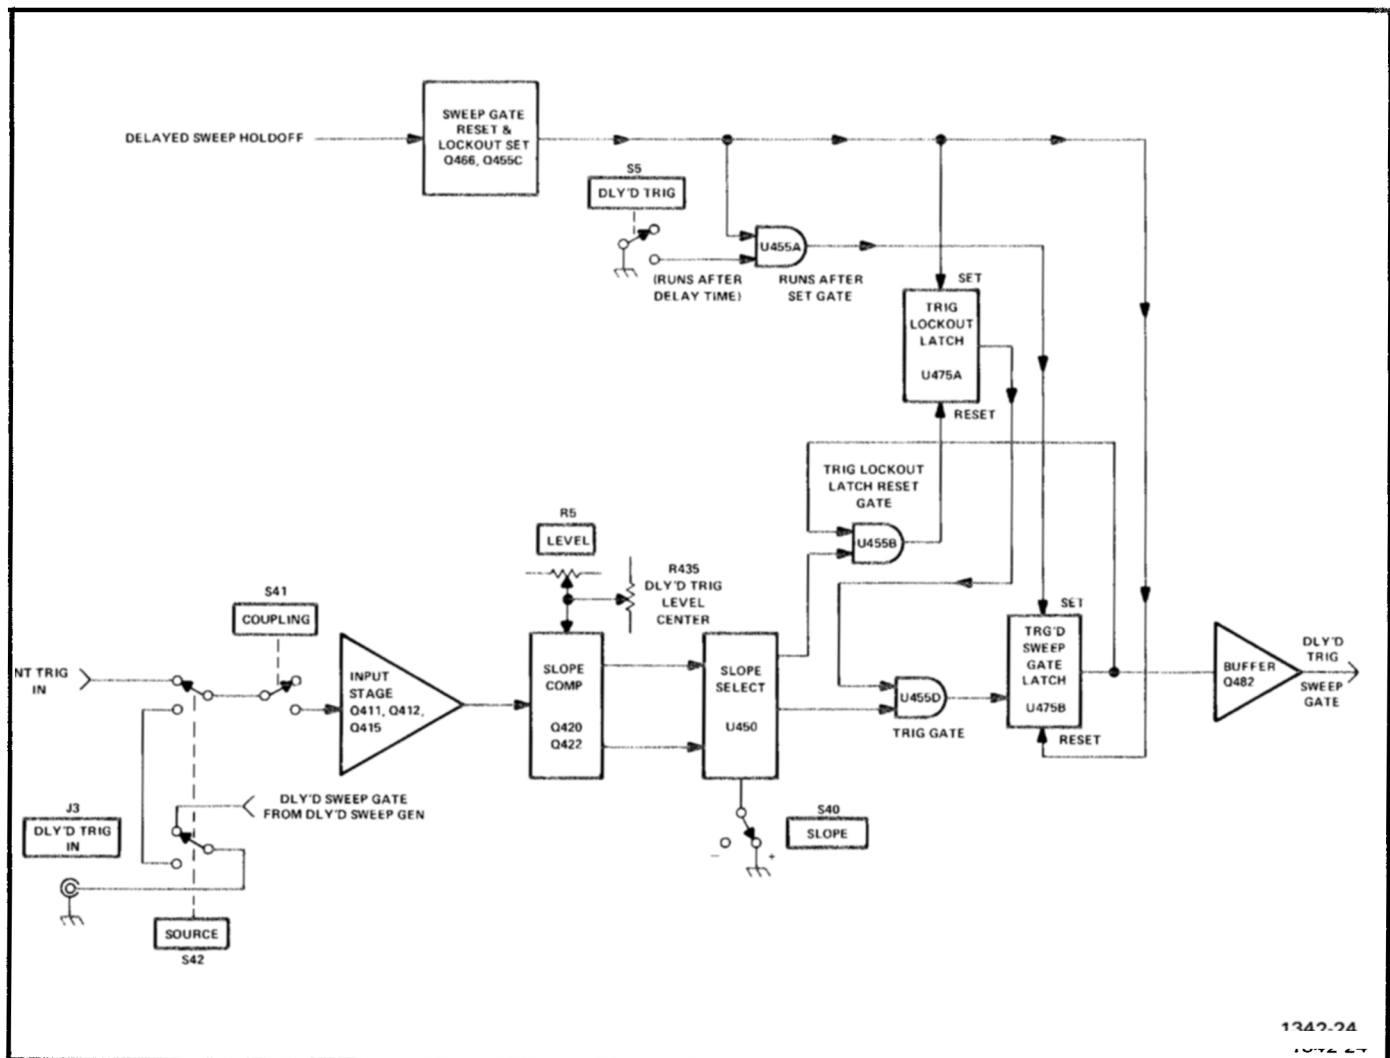 SWEEP GATE
RESET &
LOCKOUT SET
Q466, Q455C
DELAYED SWEEP HOLDOFF
S5
DLY'D TRIG
U455A
(RUNS AFTER
DELAY TIME)
RUNS AFTER
SET GATE
SET
TRIG
LOCKOUT
LATCH
U475A
RESET
TRIG LOCKOUT
LATCH RESET
GATE
U455B
R5
LEVEL
R435
DLY'D TRIG
LEVEL
CENTER
S41
COUPLING
NT TRIG
IN
INPUT
STAGE
Q411, Q412,
Q415
SLOPE
COMP
Q420
Q422
SLOPE
SELECT
U450
U455D
TRIG GATE
SET
TRG'D
SWEEP
GATE
LATCH
U475B
RESET
BUFFER
Q482
DLY'D
TRIG
SWEEP
GATE
DLY'D SWEEP GATE
FROM DLY'D SWEEP GEN
J3
DLY'D TRIG
IN
S40
SLOPE
− +
SOURCE
S42
1342-24